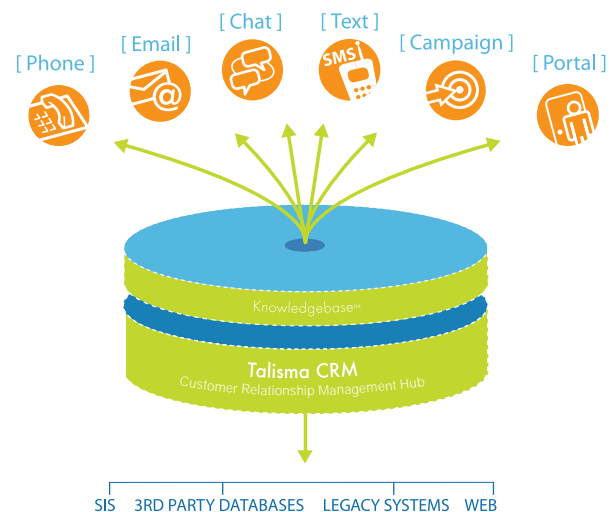 [ Phone ]
[ Email ]
[ Chat ]
[ Text ]
[ Campaign ]
[ Portal ]
@
SMS
Knowledgebase™
Talisma CRM
Customer Relationship Management Hub
SIS 3RD PARTY DATABASES LEGACY SYSTEMS WEB